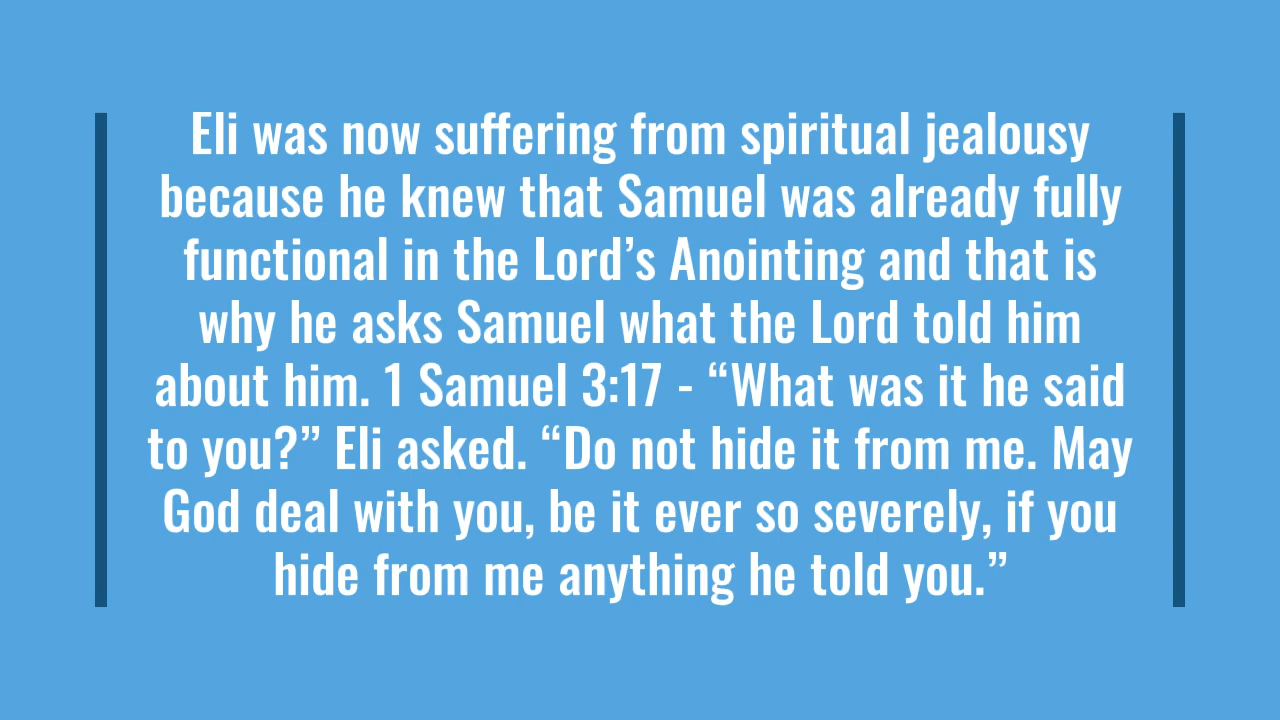 Eli was now suffering from spiritual jealousy
because he knew that Samuel was already fully
functional in the Lord’s Anointing and that is
why he asks Samuel what the Lord told him
about him. 1 Samuel 3:17 - “What was it he said
to you?” Eli asked. “Do not hide it from me. May
God deal with you, be it ever so severely, if you
hide from me anything he told you.”